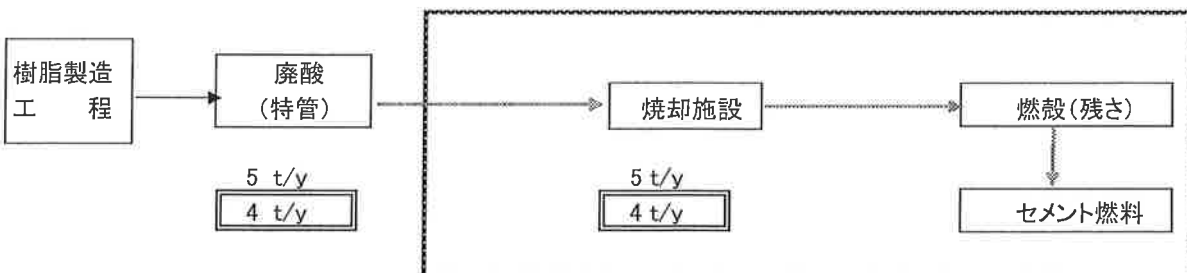 樹脂製造
工　　程
廃酸
(特管)
焼却施設
燃殻(残さ)
5 t/y
4 t/y
5 t/y
4 t/y
セメント燃料